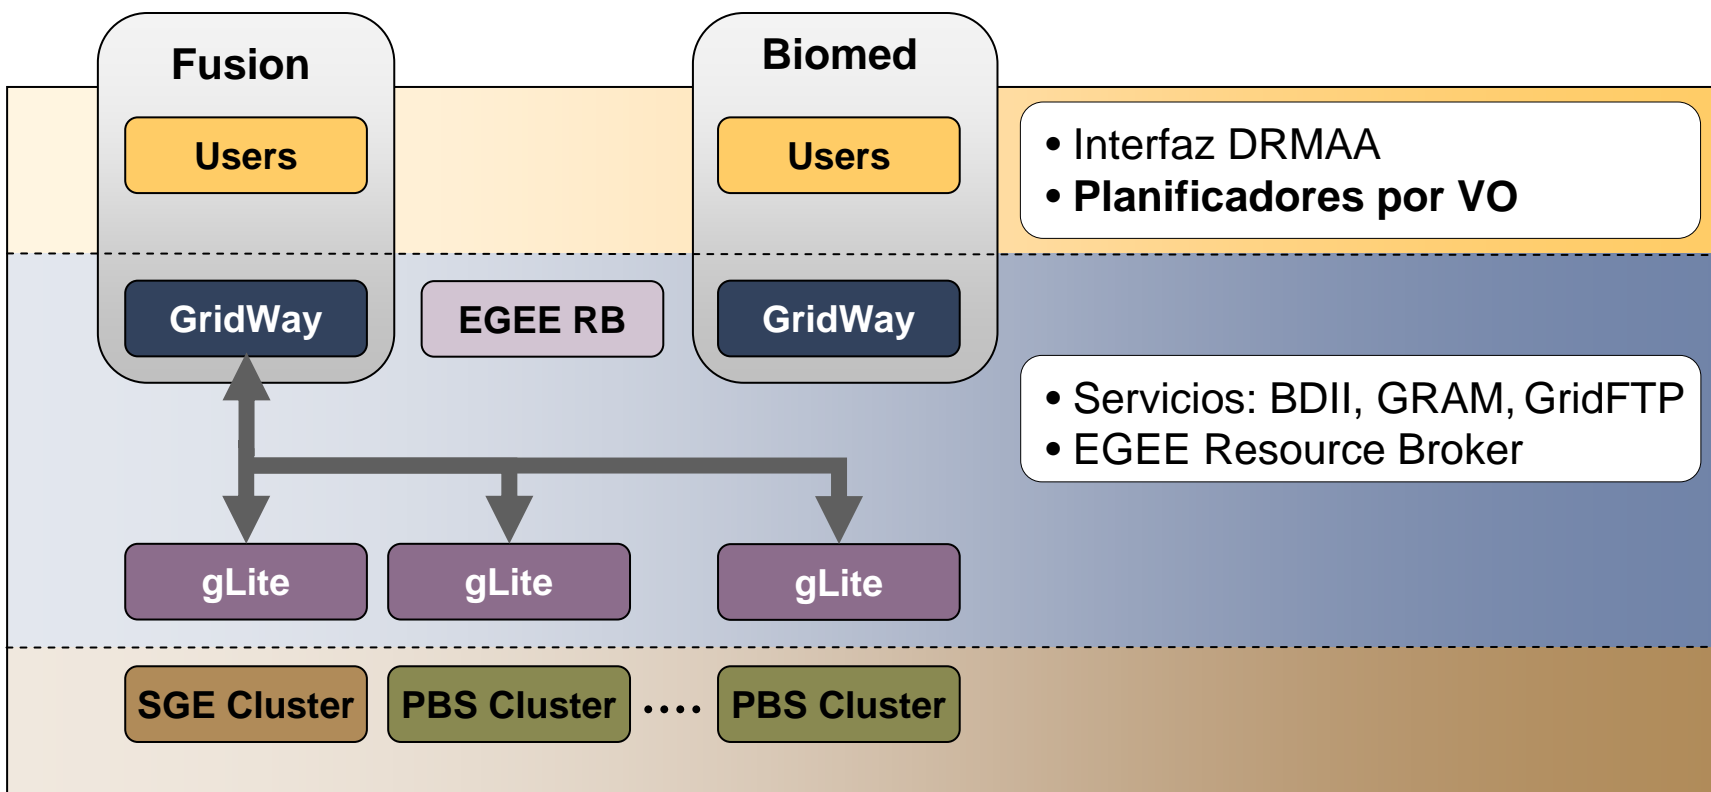 Fusion
Biomed
Users
Users
• Interfaz DRMAA
• Planificadores por VO
GridWay
EGEE RB
GridWay
• Servicios: BDII, GRAM, GridFTP
• EGEE Resource Broker
gLite
gLite
gLite
SGE Cluster
PBS Cluster
....
PBS Cluster